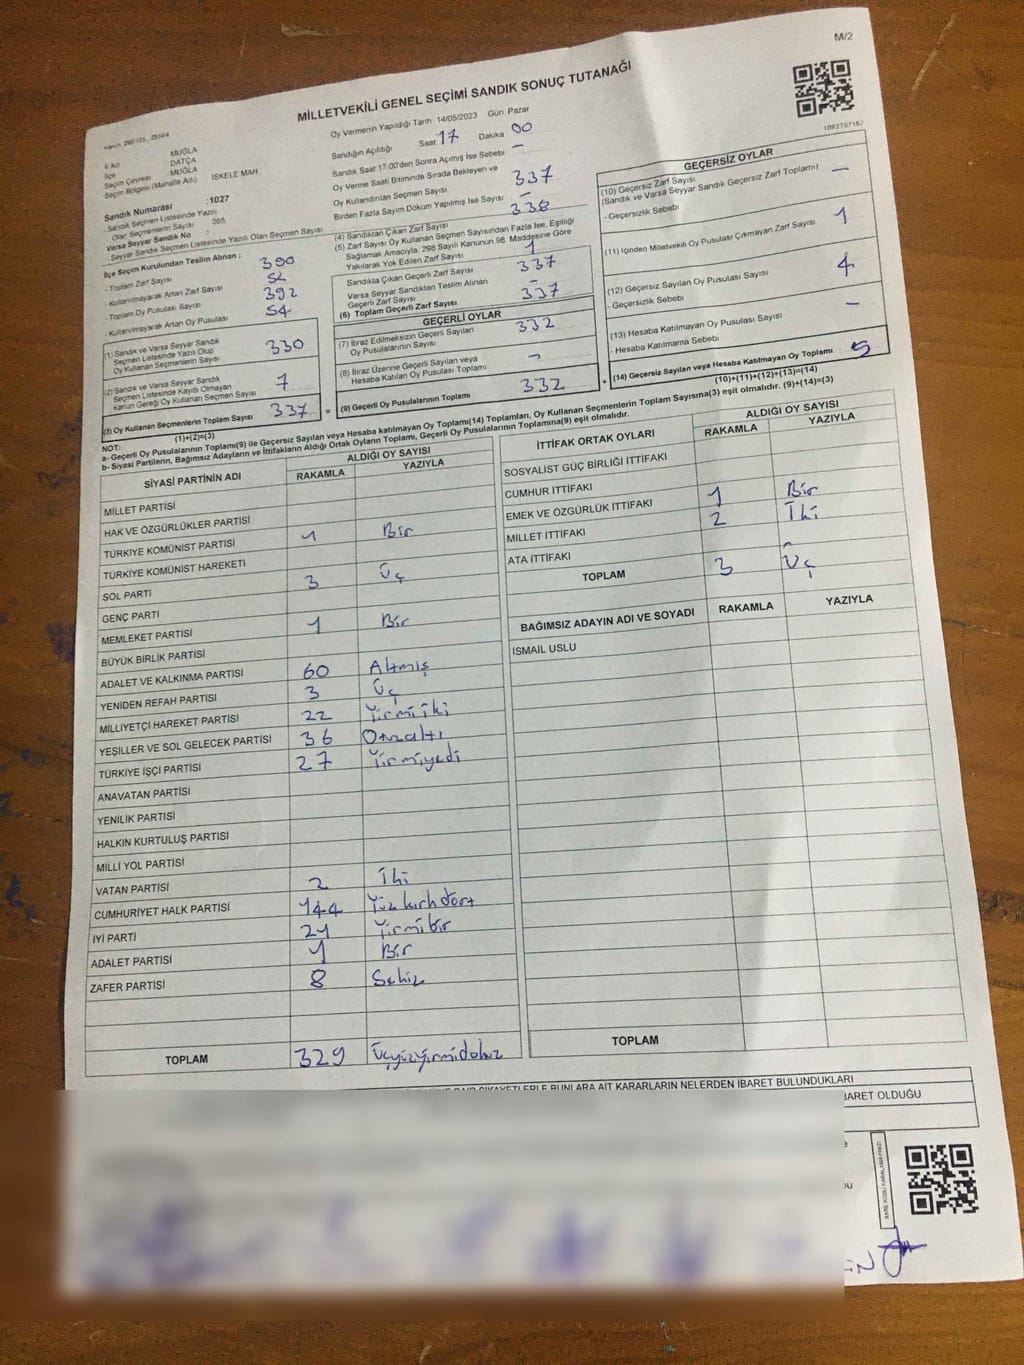 M/2
MİLLETVEKİLİ GENEL SEÇİMİ SANDIK SONUÇ TUTANAĞI
Oy Vermenin Yapıldığı Tarih 14/05/2023 Gün Pazar
İl Adı MUĞLA
İlçe DATÇA
Seçim Çevresi :MUĞLA
Seçim Bölgesi (Mahalle Adı) İSKELE MAH
Sandık Numarası :1027
- Sandık Seçmen Listesinde Yazılı
Olan Seçmenlerin Sayısı 365
Varsa Seyyar Sandık No :
- Seyyar Sandık Seçmen Listesinde Yazılı Olan Seçmen Sayısı
İlçe Seçim Kurulundan Teslim Alınan :
- Toplam Zarf Sayısı 390
- Kullanılmayarak Artan Zarf Sayısı 52
- Toplam Oy Pusulası Sayısı 392
- Kullanılmayarak Artan Oy Pusulası 54
(1) Sandık ve Varsa Seyyar Sandık
Seçmen Listesinde Yazılı Olup
Oy Kullanan Seçmenlerin Sayısı 330
(2) Sandık ve Varsa Seyyar Sandık
Seçmen Listesinde Kayıtlı Olmayan
Kanun Gereği Oy Kullanan Seçmen Sayısı 7
(3) Oy Kullanan Seçmenlerin Toplam Sayısı 337 =
(1)+(2)=(3)
Sandığın Açıldığı Saat 17 Dakika 00
Sandık Saat 17:00'den Sonra Açılmış İse Sebebi —
Oy Verme Saati Bitiminde Sırada Bekleyen ve
Oy Kullandırılan Seçmen Sayısı 337
Birden Fazla Sayım Döküm Yapılmış İse Sayısı –
(4) Sandıktan Çıkan Zarf Sayısı 338
(5) Zarf Sayısı Oy Kullanan Seçmen Sayısından Fazla İse, Eşitliği
Sağlamak Amacıyla, 298 Sayılı Kanunun 98. Maddesine Göre
Yakılarak Yok Edilen Zarf Sayısı 1
Sandıkta Çıkan Geçerli Zarf Sayısı 337
Varsa Seyyar Sandıktan Teslim Alınan
Geçerli Zarf Sayısı –
(6) Toplam Geçerli Zarf Sayısı 337
GEÇERLİ OYLAR
(7) İtiraz Edilmeksizin Geçerli Sayılan
Oy Pusulalarının Sayısı 332
(8) İtiraz Üzerine Geçerli Sayılan veya
Hesaba Katılan Oy Pusulası Toplamı –
(9) Geçerli Oy Pusulalarının Toplamı 332 +
1083757167
GEÇERSİZ OYLAR
(10) Geçersiz Zarf Sayısı
(Sandık ve Varsa Seyyar Sandık Geçersiz Zarf Toplamı) —
- Geçersizlik Sebebi
(11) İçinden Milletvekili Oy Pusulası Çıkmayan Zarf Sayısı 1
(12) Geçersiz Sayılan Oy Pusulası Sayısı 4
- Geçersizlik Sebebi
(13) Hesaba Katılmayan Oy Pusulası Sayısı —
- Hesaba Katılmama Sebebi
(14) Geçersiz Sayılan veya Hesaba Katılmayan Oy Toplamı 5
(10)+(11)+(12)+(13)=(14)
NOT:
a- Geçerli Oy Pusulalarının Toplamı(9) ile Geçersiz Sayılan veya Hesaba katılmayan Oy Toplamı(14) Toplamları, Oy Kullanan Seçmenlerin Toplam Sayısına(3) eşit olmalıdır. (9)+(14)=(3)
b- Siyasi Partilerin, Bağımsız Adayların ve İttifakların Aldığı Ortak Oyların Toplamı, Geçerli Oy Pusulalarının Toplamına(9) eşit olmalıdır.
SİYASİ PARTİNİN ADI ALDIĞI OY SAYISI
RAKAMLA YAZIYLA
MİLLET PARTİSİ
HAK VE ÖZGÜRLÜKLER PARTİSİ
TÜRKİYE KOMÜNİST PARTİSİ 1 Bir
TÜRKİYE KOMÜNİST HAREKETİ
SOL PARTİ 3 Üç
GENÇ PARTİ
MEMLEKET PARTİSİ 1 Bir
BÜYÜK BİRLİK PARTİSİ
ADALET VE KALKINMA PARTİSİ 60 Altmış
YENİDEN REFAH PARTİSİ 3 Üç
MİLLİYETÇİ HAREKET PARTİSİ 22 Yirmiiki
YEŞİLLER VE SOL GELECEK PARTİSİ 36 Otuzaltı
TÜRKİYE İŞÇİ PARTİSİ 27 Yirmiyedi
ANAVATAN PARTİSİ
YENİLİK PARTİSİ
HALKIN KURTULUŞ PARTİSİ
MİLLİ YOL PARTİSİ
VATAN PARTİSİ 2 İki
CUMHURİYET HALK PARTİSİ 144 Yüzkırkdört
İYİ PARTİ 21 Yirmibir
ADALET PARTİSİ 1 Bir
ZAFER PARTİSİ 8 Sekiz
TOPLAM 329 Üçyüzyirmidokuz
İTTİFAK ORTAK OYLARI ALDIĞI OY SAYISI
RAKAMLA YAZIYLA
SOSYALİST GÜÇ BİRLİĞİ İTTİFAKI
CUMHUR İTTİFAKI
EMEK VE ÖZGÜRLÜK İTTİFAKI 1 Bir
MİLLET İTTİFAKI 2 İki
ATA İTTİFAKI
TOPLAM 3 Üç
BAĞIMSIZ ADAYIN ADI VE SOYADI RAKAMLA YAZIYLA
İSMAİL USLU
TOPLAM
BUNLARA AİT KARARLARIN NELERDEN İBARET BULUNDUKLARI
İBARET OLDUĞU